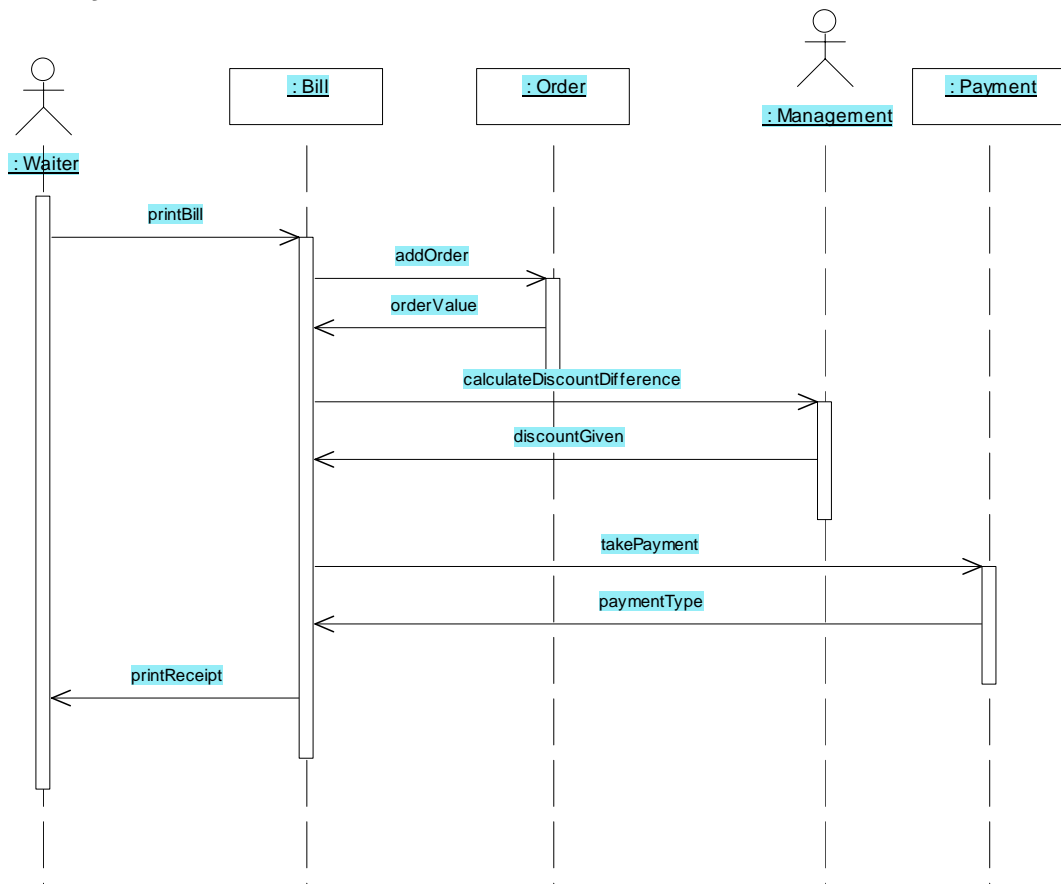 : Bill
: Order
: Management
: Payment
: Waiter
printBill
addOrder
orderValue
calculateDiscountDifference
discountGiven
takePayment
paymentType
printReceipt